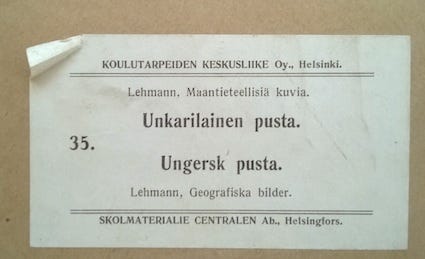 KOULUTARPEIDEN KESKUSLIIKE Oy., Helsinki.
Lehmann, Maantieteellisiä kuvia.
Unkarilainen pusta.
35.
Ungersk pusta.
Lehmann, Geografiska bilder.
SKOLMATERIALIE CENTRALEN Ab., Helsingfors.